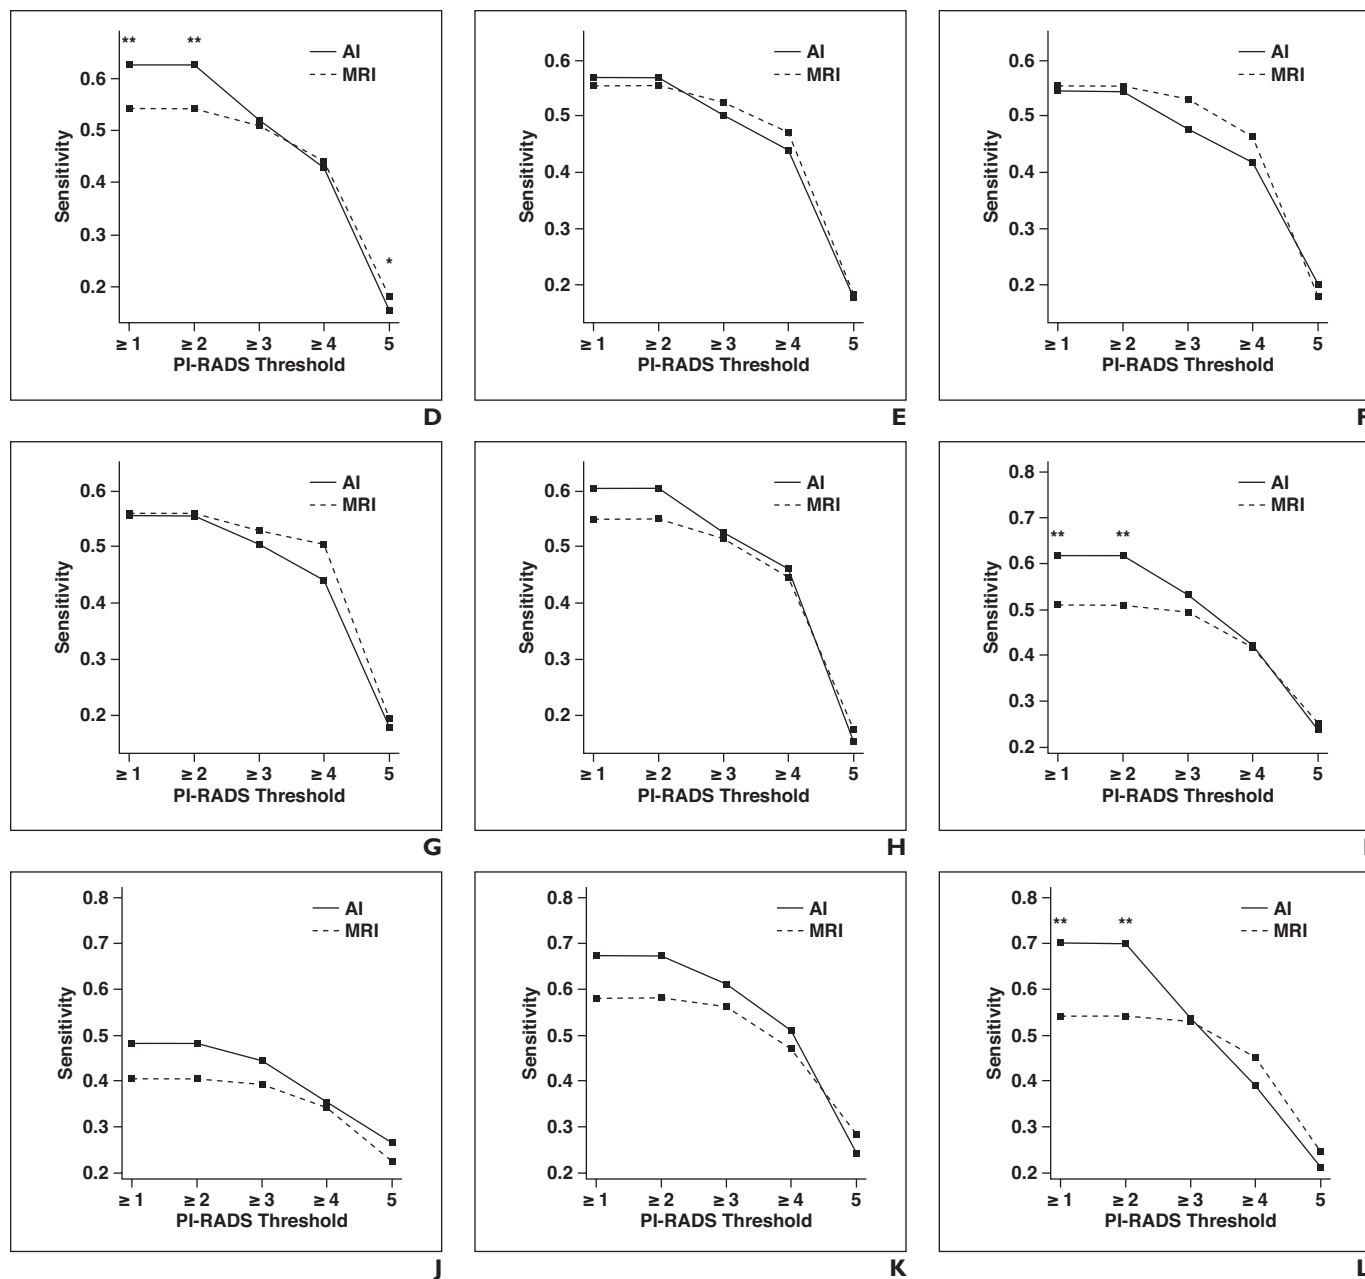 ** **
AI
MRI
0.6
0.5
0.4
0.3
0.2
*
Sensitivity
≥ 1 ≥ 2 ≥ 3 ≥ 4 5
PI-RADS Threshold
D
AI
MRI
0.6
0.5
0.4
0.3
0.2
Sensitivity
≥ 1 ≥ 2 ≥ 3 ≥ 4 5
PI-RADS Threshold
E
AI
MRI
0.6
0.5
0.4
0.3
0.2
Sensitivity
≥ 1 ≥ 2 ≥ 3 ≥ 4 5
PI-RADS Threshold
F
AI
MRI
0.6
0.5
0.4
0.3
0.2
Sensitivity
≥ 1 ≥ 2 ≥ 3 ≥ 4 5
PI-RADS Threshold
G
AI
MRI
0.6
0.5
0.4
0.3
0.2
Sensitivity
≥ 1 ≥ 2 ≥ 3 ≥ 4 5
PI-RADS Threshold
H
AI
MRI
0.8
0.7
** **
0.6
0.5
0.4
0.3
0.2
Sensitivity
≥ 1 ≥ 2 ≥ 3 ≥ 4 5
PI-RADS Threshold
AI
MRI
0.8
0.7
0.6
0.5
0.4
0.3
0.2
Sensitivity
≥ 1 ≥ 2 ≥ 3 ≥ 4 5
PI-RADS Threshold
J
AI
MRI
0.8
0.7
0.6
0.5
0.4
0.3
0.2
Sensitivity
≥ 1 ≥ 2 ≥ 3 ≥ 4 5
PI-RADS Threshold
K
AI
MRI
0.8
** **
0.7
0.6
0.5
0.4
0.3
0.2
Sensitivity
≥ 1 ≥ 2 ≥ 3 ≥ 4 5
PI-RADS Threshold
L